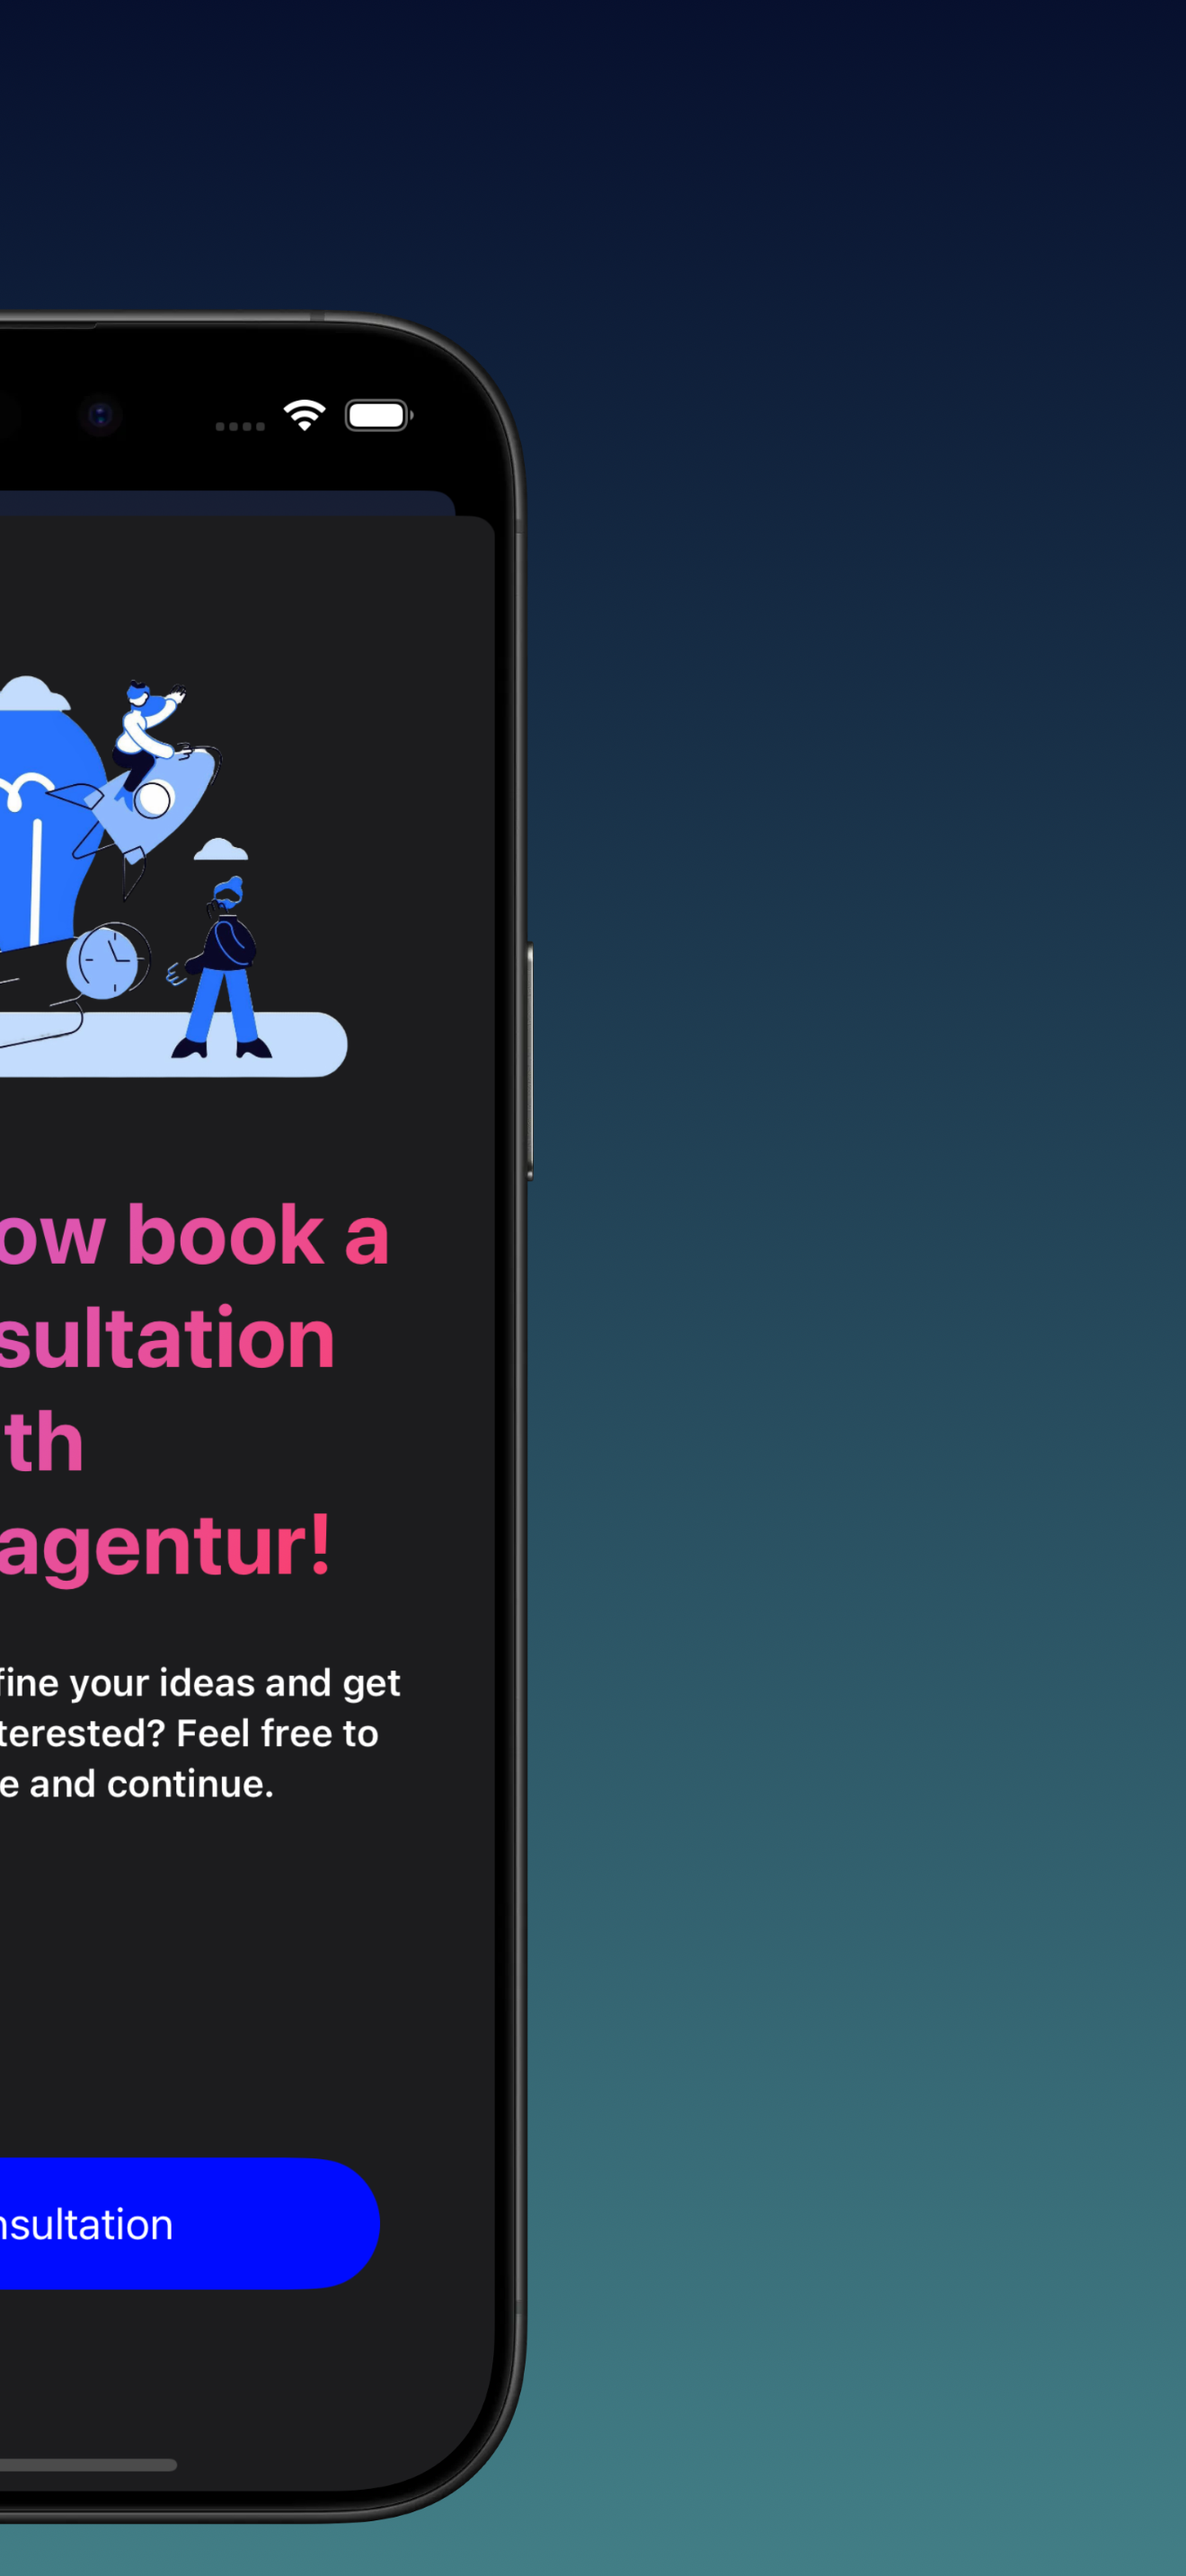 ow book a
sultation
th
agentur!
fine your ideas and get
terested? Feel free to
e and continue.
nsultation